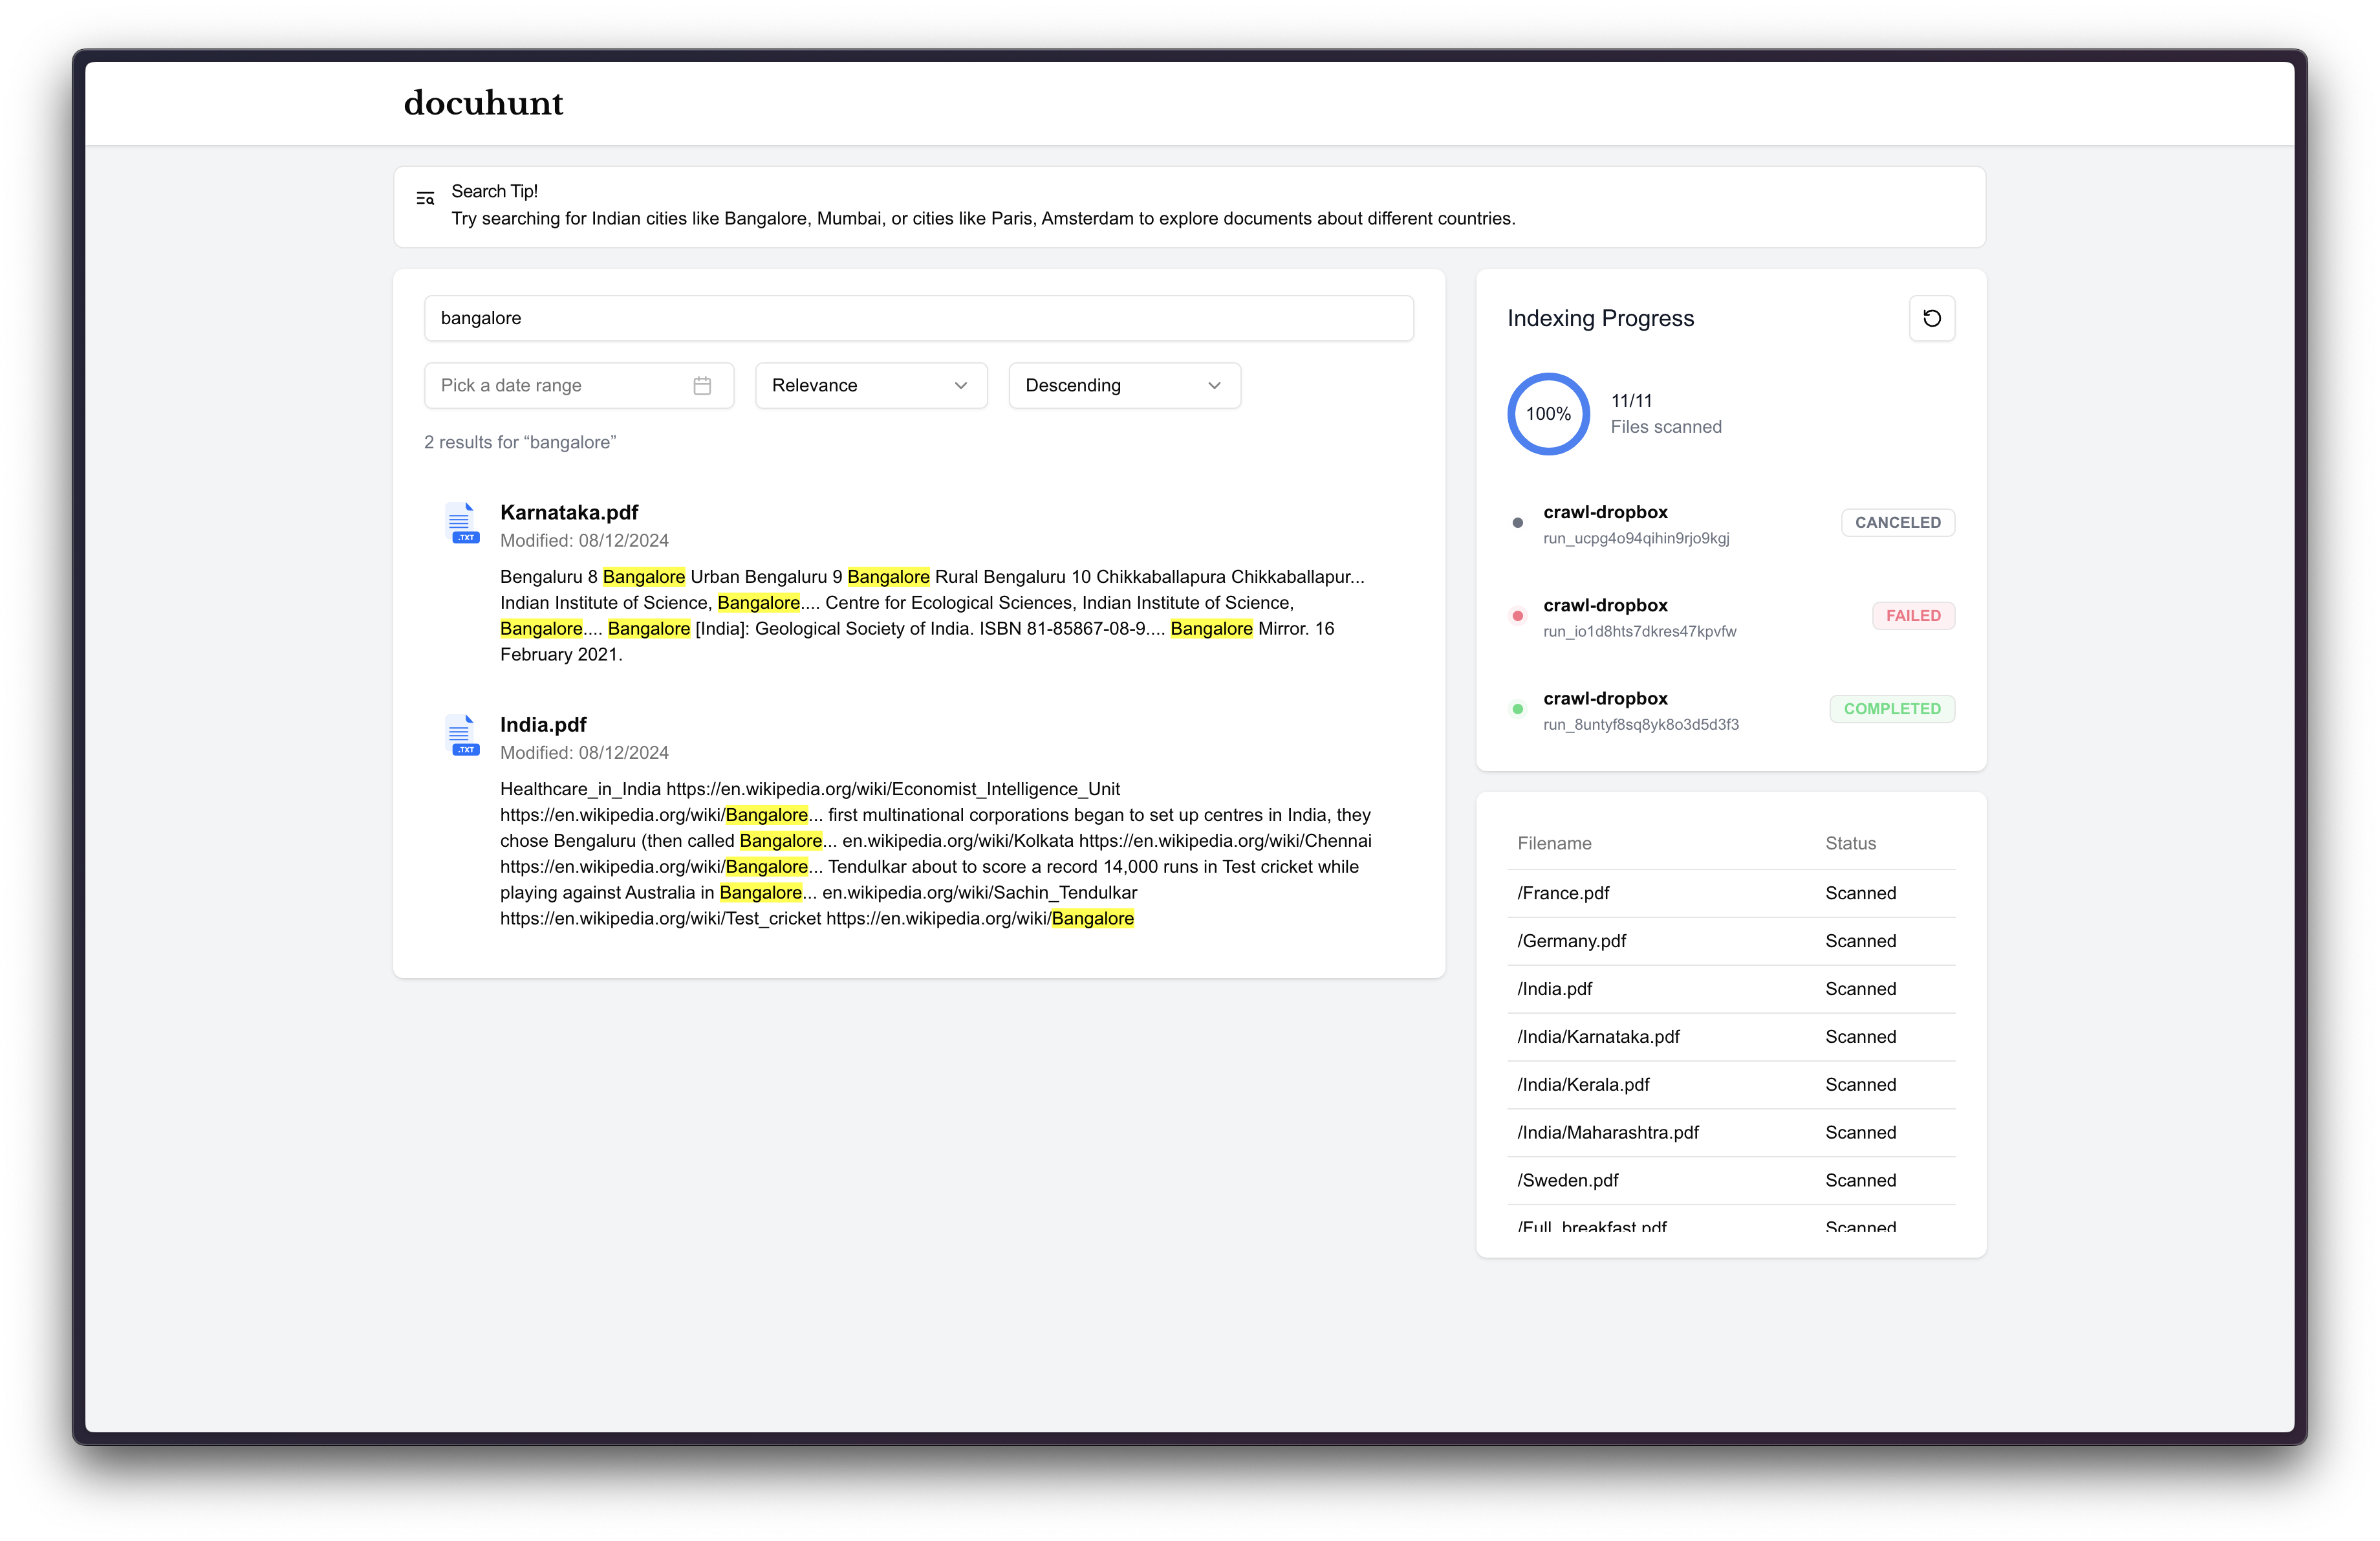 docuhunt
Search Tip!
Try searching for Indian cities like Bangalore, Mumbai, or cities like Paris, Amsterdam to explore documents about different countries.
bangalore
Pick a date range
Relevance
Descending
2 results for “bangalore”
Karnataka.pdf
.TXT
Modified: 08/12/2024
Bengaluru 8 Bangalore Urban Bengaluru 9 Bangalore Rural Bengaluru 10 Chikkaballapura Chikkaballapur...
Indian Institute of Science, Bangalore.... Centre for Ecological Sciences, Indian Institute of Science,
Bangalore.... Bangalore [India]: Geological Society of India. ISBN 81-85867-08-9.... Bangalore Mirror. 16
February 2021.
India.pdf
.TXT
Modified: 08/12/2024
Healthcare_in_India https://en.wikipedia.org/wiki/Economist_Intelligence_Unit
https://en.wikipedia.org/wiki/Bangalore... first multinational corporations began to set up centres in India, they
chose Bengaluru (then called Bangalore... en.wikipedia.org/wiki/Kolkata https://en.wikipedia.org/wiki/Chennai
https://en.wikipedia.org/wiki/Bangalore... Tendulkar about to score a record 14,000 runs in Test cricket while
playing against Australia in Bangalore... en.wikipedia.org/wiki/Sachin_Tendulkar
https://en.wikipedia.org/wiki/Test_cricket https://en.wikipedia.org/wiki/Bangalore
Indexing Progress
100%
11/11
Files scanned
crawl-dropbox
run_ucpg4o94qihin9rjo9kgj
CANCELED
crawl-dropbox
run_io1d8hts7dkres47kpvfw
FAILED
crawl-dropbox
run_8untyf8sq8yk8o3d5d3f3
COMPLETED
Filename Status
/France.pdf Scanned
/Germany.pdf Scanned
/India.pdf Scanned
/India/Karnataka.pdf Scanned
/India/Kerala.pdf Scanned
/India/Maharashtra.pdf Scanned
/Sweden.pdf Scanned
/Full_breakfast.pdf Scanned